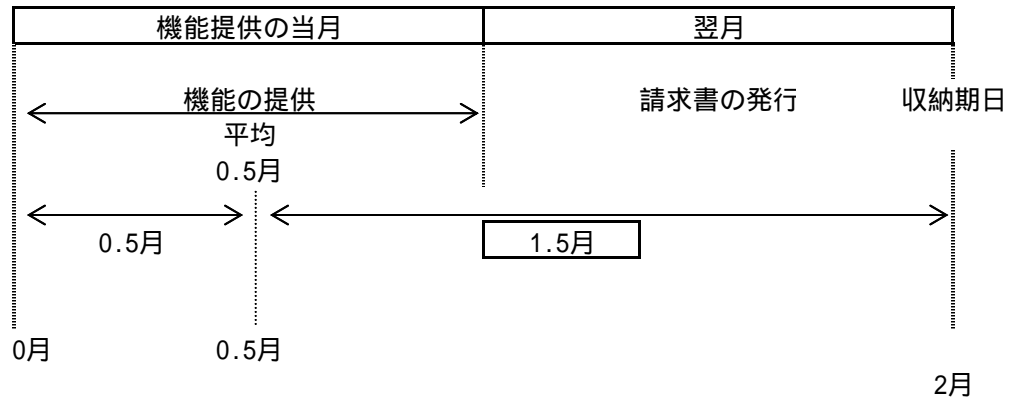 機能提供の当月 翌月
機能の提供 請求書の発行 収納期日
平均
0.5月
0.5月 1.5月
0月 0.5月
2月